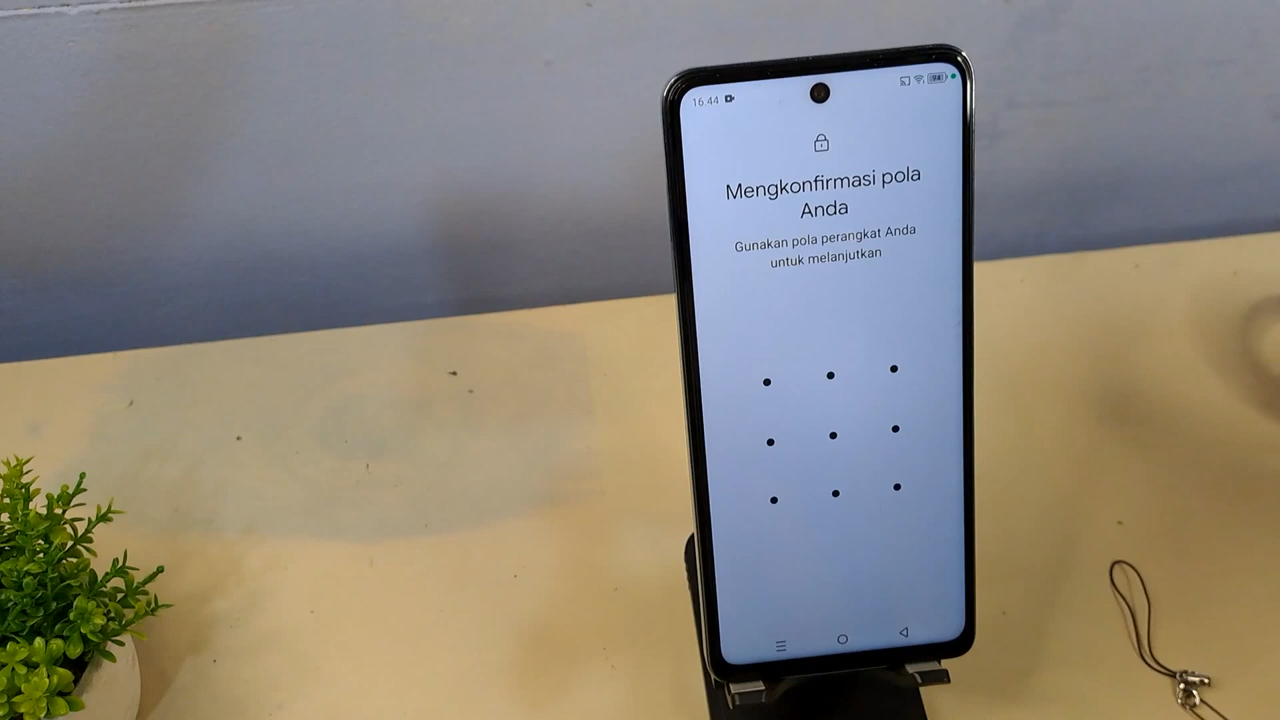 16.44
Mengkonfirmasi pola
Anda
Gunakan pola perangkat Anda
untuk melanjutkan